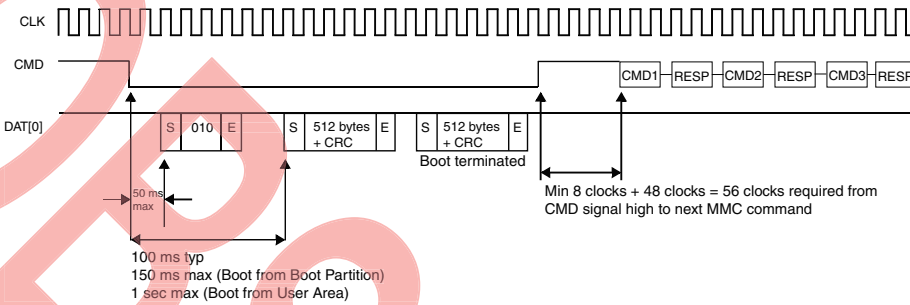 CLK
CMD
CMD1 RESP CMD2 RESP CMD3 RESP
DAT[0]
S 010 E S 512 bytes + CRC E S 512 bytes + CRC E
Boot terminated
50 ms
max
Min 8 clocks + 48 clocks = 56 clocks required from
CMD signal high to next MMC command
100 ms typ
150 ms max (Boot from Boot Partition)
1 sec max (Boot from User Area)